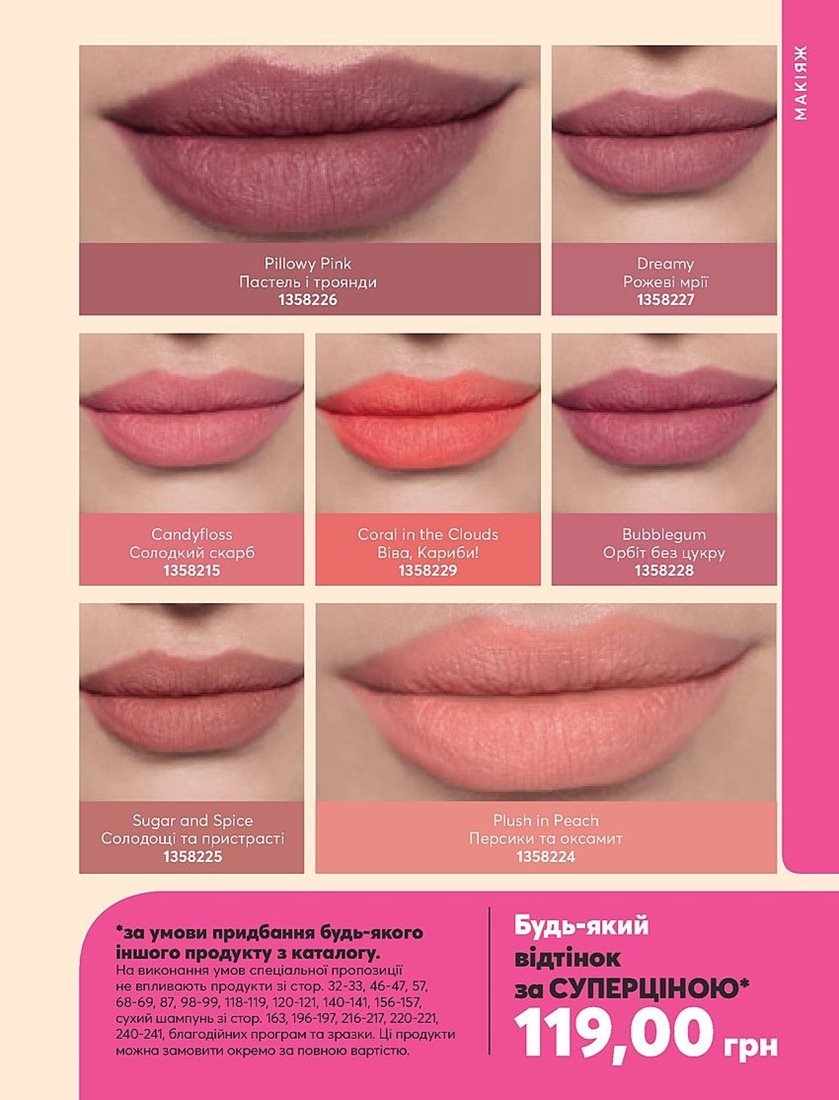 МАКІЯЖ
Pillowy Pink
Пастель і троянди
1358226
Dreamy
Рожеві мрії
1358227
Candyfloss
Солодкий скарб
1358215
Coral in the Clouds
Віва, Кариби!
1358229
Bubblegum
Орбіт без цукру
1358228
Sugar and Spice
Солодощі та пристрасті
1358225
Plush in Peach
Персики та оксамит
1358224
*за умови придбання будь-якого
іншого продукту з каталогу.
На виконання умов спеціальної пропозиції
не впливають продукти зі стор. 32-33, 46-47, 57,
68-69, 87, 98-99, 118-119, 120-121, 140-141, 156-157,
сухий шампунь зі стор. 163, 196-197, 216-217, 220-221,
240-241, благодійних програм та зразки. Ці продукти
можна замовити окремо за повною вартістю.
Будь-який
відтінок
за СУПЕРЦІНОЮ*
119,00 грн